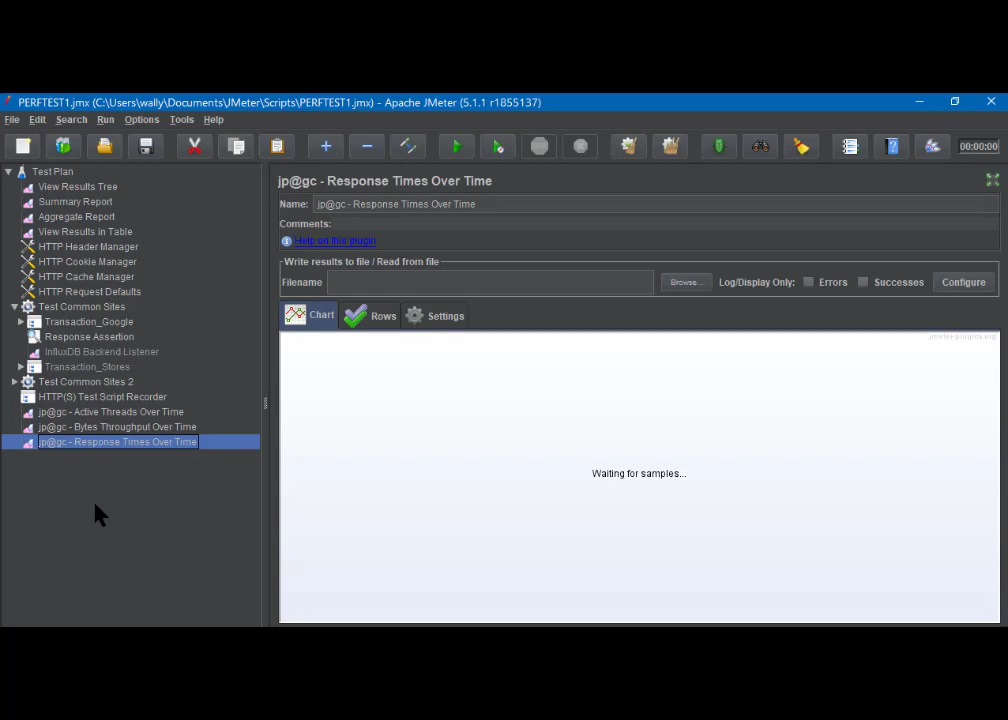 PERFTEST1.jmx (C:\Users\wally\Documents\JMeter\Scripts\PERFTEST1.jmx) - Apache JMeter (5.1.1 r1855137)
File Edit Search Run Options Tools Help
00:00:00
Test Plan
View Results Tree
Summary Report
Aggregate Report
View Results in Table
HTTP Header Manager
HTTP Cookie Manager
HTTP Cache Manager
HTTP Request Defaults
Test Common Sites
Transaction_Google
Response Assertion
InfluxDB Backend Listener
Transaction_Stores
Test Common Sites 2
HTTP(S) Test Script Recorder
jp@gc - Active Threads Over Time
jp@gc - Bytes Throughput Over Time
jp@gc - Response Times Over Time
jp@gc - Response Times Over Time
Name: jp@gc - Response Times Over Time
Comments:
Help on this plugin
Write results to file / Read from file
Filename Browse... Log/Display Only: Errors Successes Configure
Chart Rows Settings
jmeter-plugins.org
Waiting for samples...